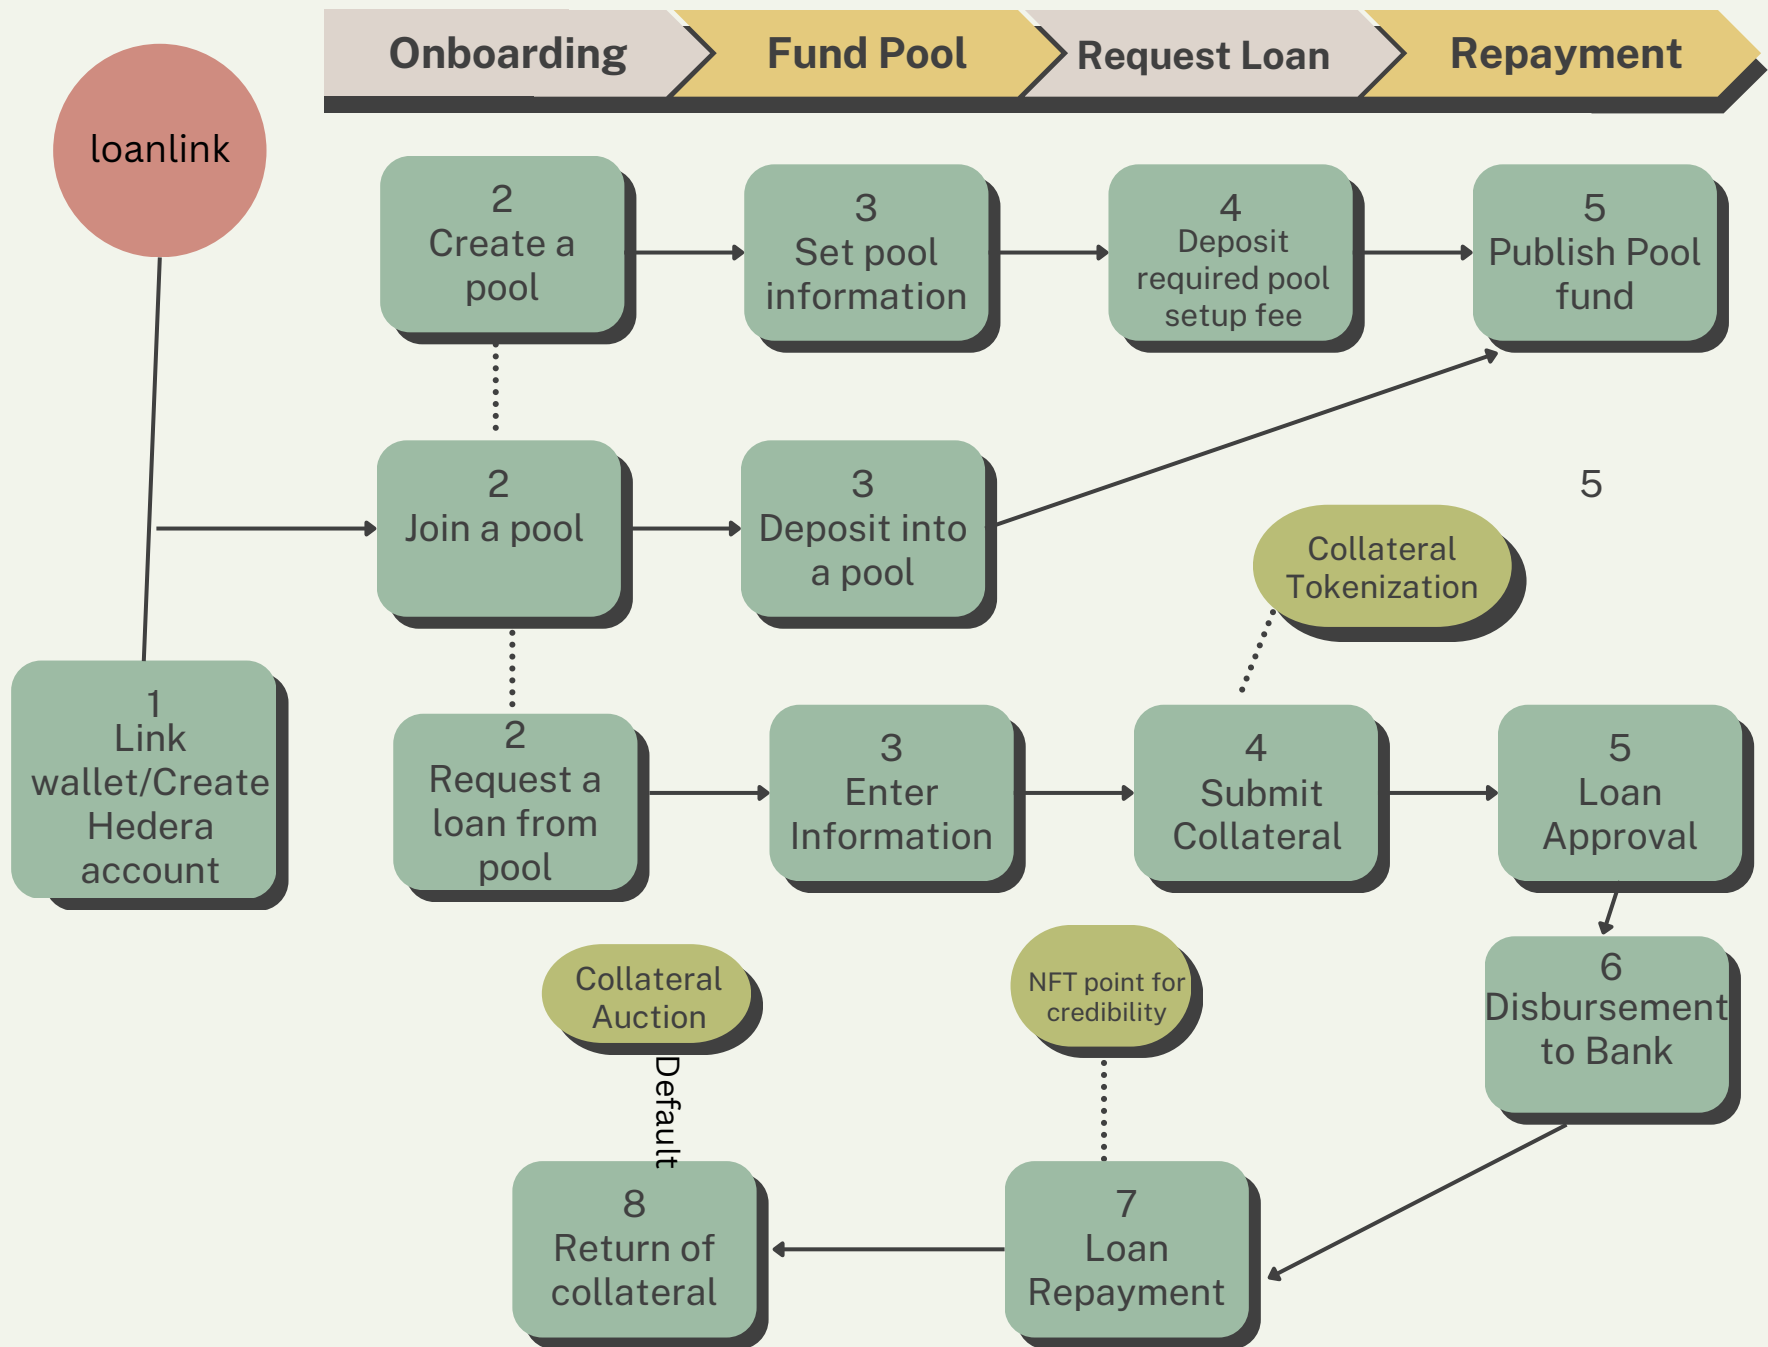 Onboarding
Fund Pool
Request Loan
Repayment
loanlink
2
Create a
pool
3
Set pool
information
4
Deposit
required pool
setup fee
5
Publish Pool
fund
2
Join a pool
3
Deposit into
a pool
5
Collateral
Tokenization
1
Link
wallet/Create
Hedera
account
2
Request a
loan from
pool
3
Enter
Information
4
Submit
Collateral
5
Loan
Approval
Collateral
Auction
NFT point for
credibility
6
Disbursement
to Bank
Default
8
Return of
collateral
7
Loan
Repayment